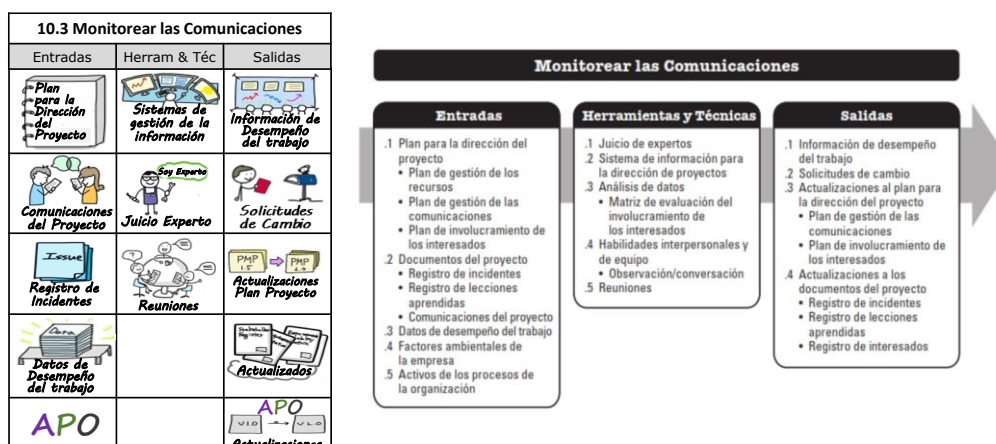 10.3 Monitorear las Comunicaciones
Entradas Herram & Téc Salidas
Plan
para la
Dirección
del
Proyecto
Sistemas de
gestión de la
información
Información de
Desempeño
del trabajo
Comunicaciones
del Proyecto
Soy Experto
Juicio Experto
Solicitudes
de Cambio
Issue
Registro de
Incidentes
Reuniones
PMP
1.5
PMP
2.0
Actualizaciones
Plan Proyecto
Data
Datos de
Desempeño
del trabajo
Actualizados
APO
APO
V1.0
V2.0
Actualizaciones
Monitorear las Comunicaciones
Entradas
.1 Plan para la dirección del
proyecto
• Plan de gestión de los
recursos
• Plan de gestión de las
comunicaciones
• Plan de involucramiento de
los interesados
.2 Documentos del proyecto
• Registro de incidentes
• Registro de lecciones
aprendidas
• Comunicaciones del proyecto
.3 Datos de desempeño del trabajo
.4 Factores ambientales de
la empresa
.5 Activos de los procesos de
la organización
Herramientas y Técnicas
.1 Juicio de expertos
.2 Sistema de información para
la dirección de proyectos
.3 Análisis de datos
• Matriz de evaluación del
involucramiento de
los interesados
.4 Habilidades interpersonales y
de equipo
• Observación/conversación
.5 Reuniones
Salidas
.1 Información de desempeño
del trabajo
.2 Solicitudes de cambio
.3 Actualizaciones al plan para
la dirección del proyecto
• Plan de gestión de las
comunicaciones
• Plan de involucramiento de
los interesados
.4 Actualizaciones a los
documentos del proyecto
• Registro de incidentes
• Registro de lecciones
aprendidas
• Registro de interesados